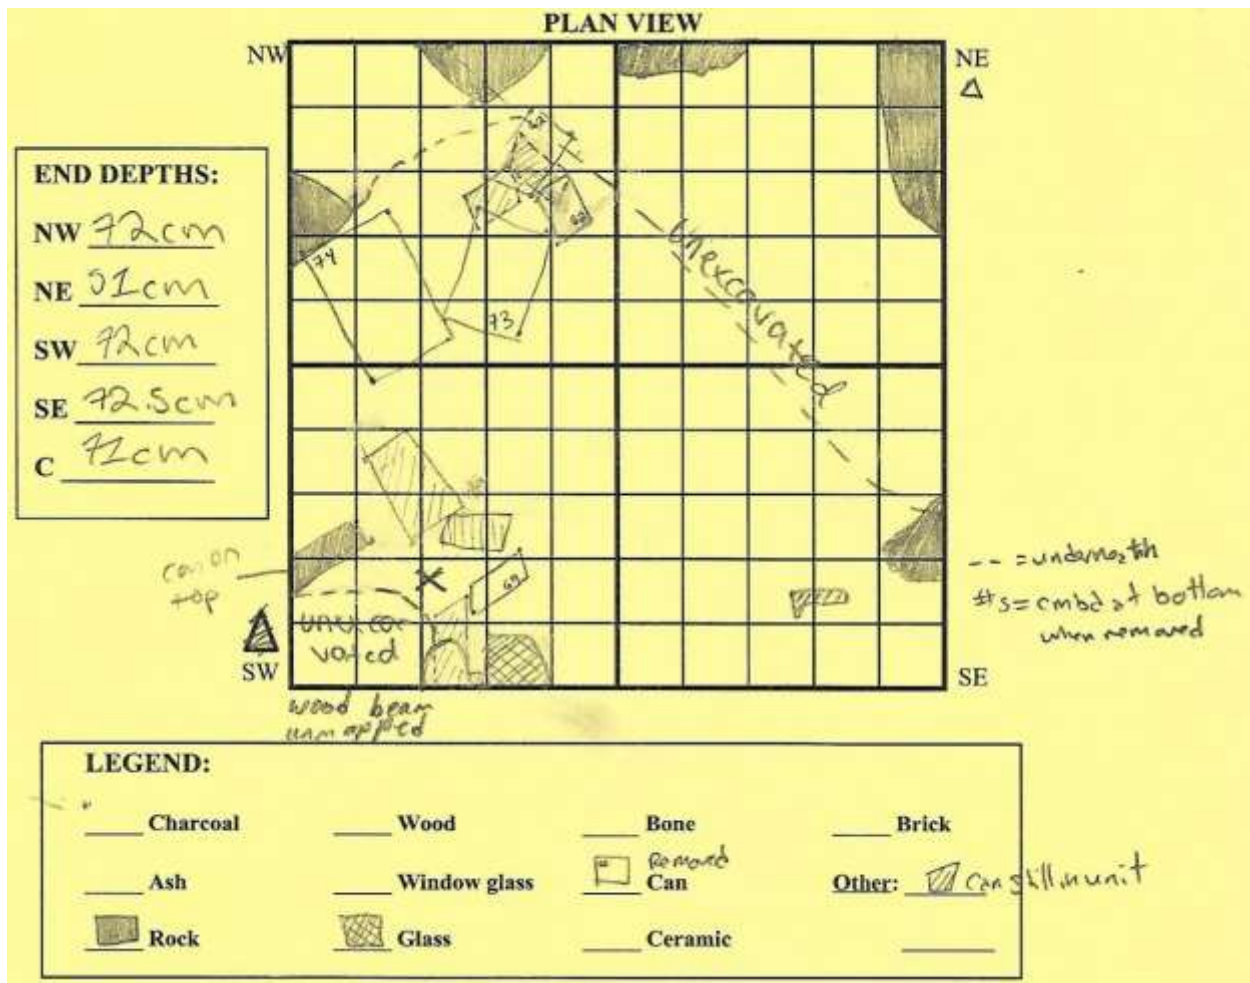 PLAN VIEW
NW
NE
END DEPTHS:
NW 72cm
NE 51cm
SW 72cm
SE 72.5cm
C 71cm
74
73
Unexcavated
69
can on
top
unexca
vated
SW
SE
-- = underneath
#s = cmbd at bottom
when removed
wood beam
unmapped
LEGEND:
Charcoal
Wood
Bone
Brick
Ash
Window glass
Removed
Can
Other: Can still in unit
Rock
Glass
Ceramic